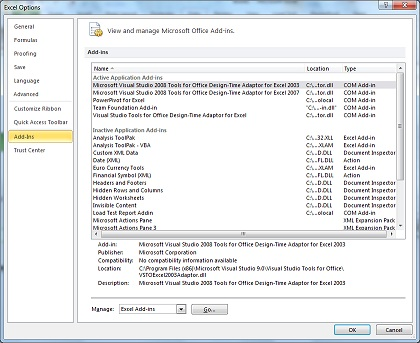 Excel Options
General
Formulas
Proofing
Save
Language
Advanced
Customize Ribbon
Quick Access Toolbar
Add-Ins
Trust Center
View and manage Microsoft Office Add-ins.
Add-ins
Name Location Type
Active Application Add-ins
Microsoft Visual Studio 2008 Tools for Office Design-Time Adaptor for Excel 2003 C:\...tor.dll COM Add-in
Microsoft Visual Studio 2008 Tools for Office Design-Time Adaptor for Excel 2007 C:\...tor.dll COM Add-in
PowerPivot for Excel C:\...olocal COM Add-in
Team Foundation Add-in C:\...-in.dll COM Add-in
Visual Studio Tools for Office Design-Time Adaptor for Excel C:\...tor.dll COM Add-in
Inactive Application Add-ins
Analysis ToolPak C:\...32.XLL Excel Add-in
Analysis ToolPak - VBA C:\...XLAM Excel Add-in
Custom XML Data C:\...D.DLL Document Inspector
Date (XML) C:\...FL.DLL Action
Euro Currency Tools C:\...XLAM Excel Add-in
Financial Symbol (XML) C:\...FL.DLL Action
Headers and Footers C:\...D.DLL Document Inspector
Hidden Rows and Columns C:\...D.DLL Document Inspector
Hidden Worksheets C:\...D.DLL Document Inspector
Invisible Content C:\...D.DLL Document Inspector
Load Test Report Addin C:\...olocal COM Add-in
Microsoft Actions Pane XML Expansion Pack
Microsoft Actions Pane 3 XML Expansion Pack
Add-in: Microsoft Visual Studio 2008 Tools for Office Design-Time Adaptor for Excel 2003
Publisher: Microsoft Corporation
Compatibility: No compatibility information available
Location: C:\Program Files (x86)\Microsoft Visual Studio 9.0\Visual Studio Tools for Office\
VSTOExcel2003Adaptor.dll
Description: Microsoft Visual Studio 2008 Tools for Office Design-Time Adaptor for Excel 2003
Manage: Excel Add-ins Go...
OK Cancel